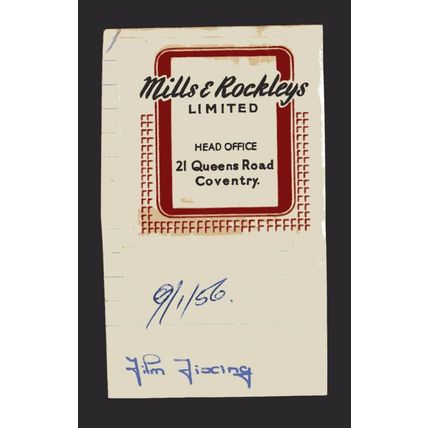 Mills & Rockleys
LIMITED
HEAD OFFICE
21 Queens Road
Coventry.
9/1/56.
Film Fixing